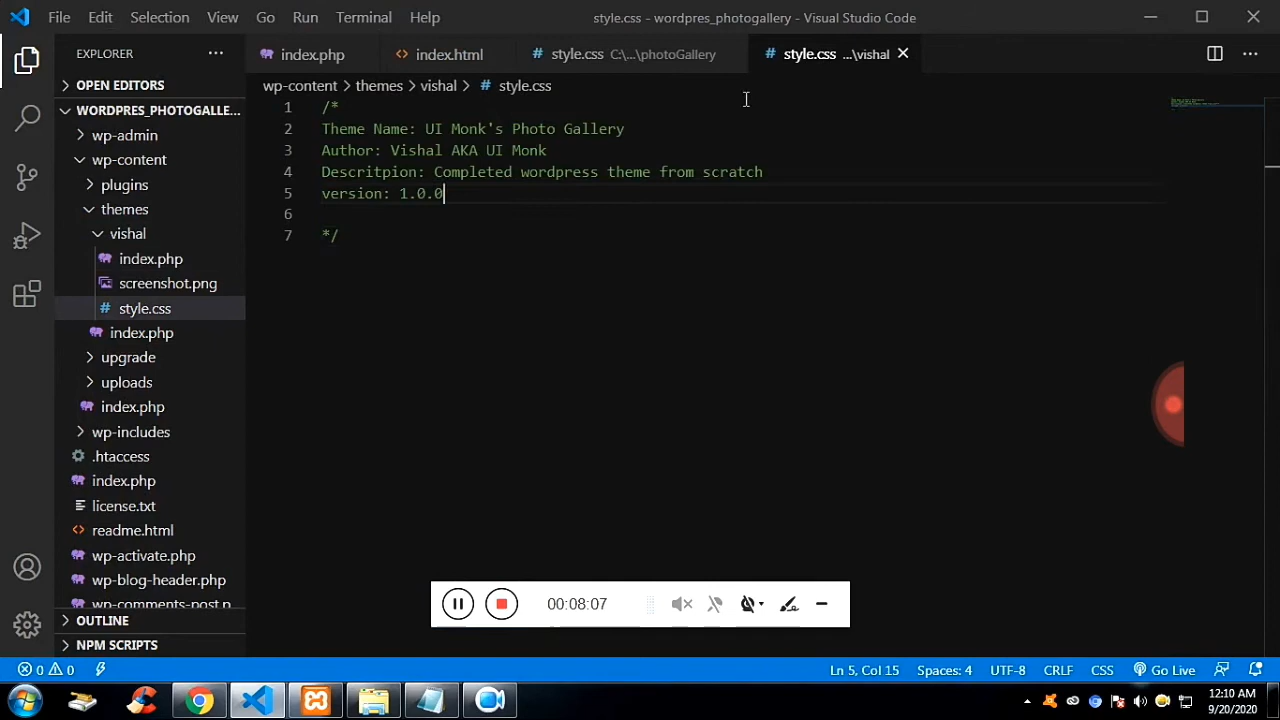 File Edit Selection View Go Run Terminal Help
style.css - wordpres_photogallery - Visual Studio Code
EXPLORER
OPEN EDITORS
WORDPRES_PHOTOGALLE...
wp-admin
wp-content
plugins
themes
vishal
index.php
screenshot.png
style.css
index.php
upgrade
uploads
index.php
wp-includes
.htaccess
index.php
license.txt
readme.html
wp-activate.php
wp-blog-header.php
wp-comments-post.p
OUTLINE
NPM SCRIPTS
index.php index.html style.css C:\...\photoGallery style.css ...\vishal
wp-content > themes > vishal > # style.css
1 /*
2 Theme Name: UI Monk's Photo Gallery
3 Author: Vishal AKA UI Monk
4 Descritpion: Completed wordpress theme from scratch
5 version: 1.0.0
6
7 */
00:08:07
0 0 Ln 5, Col 15 Spaces: 4 UTF-8 CRLF CSS Go Live
12:10 AM
9/20/2020